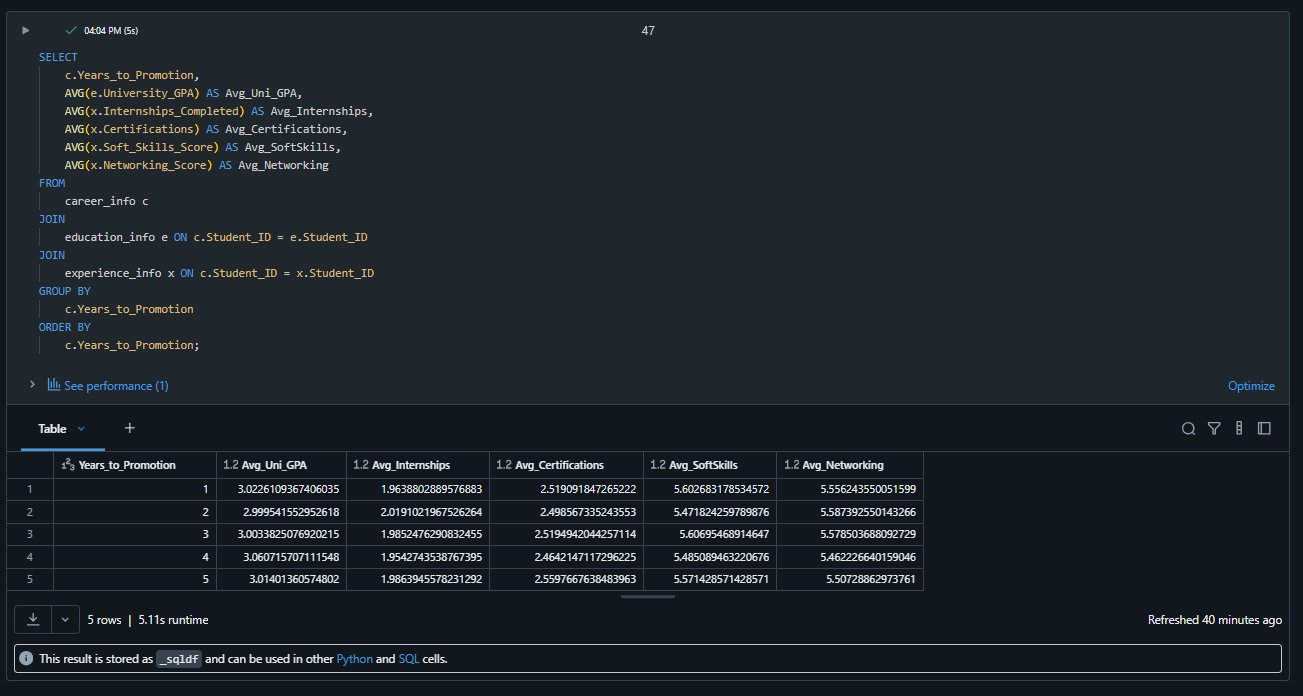 04:04 PM (5s)
47
SELECT
c.Years_to_Promotion,
AVG(e.University_GPA) AS Avg_Uni_GPA,
AVG(x.Internships_Completed) AS Avg_Internships,
AVG(x.Certifications) AS Avg_Certifications,
AVG(x.Soft_Skills_Score) AS Avg_SoftSkills,
AVG(x.Networking_Score) AS Avg_Networking
FROM
career_info c
JOIN
education_info e ON c.Student_ID = e.Student_ID
JOIN
experience_info x ON c.Student_ID = x.Student_ID
GROUP BY
c.Years_to_Promotion
ORDER BY
c.Years_to_Promotion;
See performance (1)
Optimize
Table +
1²3 Years_to_Promotion 1.2 Avg_Uni_GPA 1.2 Avg_Internships 1.2 Avg_Certifications 1.2 Avg_SoftSkills 1.2 Avg_Networking
1 1 3.0226109367406035 1.9638802889576883 2.519091847265222 5.602683178534572 5.556243550051599
2 2 2.999541552952618 2.0191021967526264 2.498567335243553 5.471824259789876 5.587392550143266
3 3 3.0033825076920215 1.9852476290832455 2.5194942044257114 5.60695468914647 5.578503688092729
4 4 3.060715707111548 1.9542743538767395 2.4642147117296225 5.485089463220676 5.462226640159046
5 5 3.01401360574802 1.9863945578231292 2.5597667638483963 5.571428571428571 5.50728862973761
5 rows | 5.11s runtime
Refreshed 40 minutes ago
This result is stored as _sqldf and can be used in other Python and SQL cells.